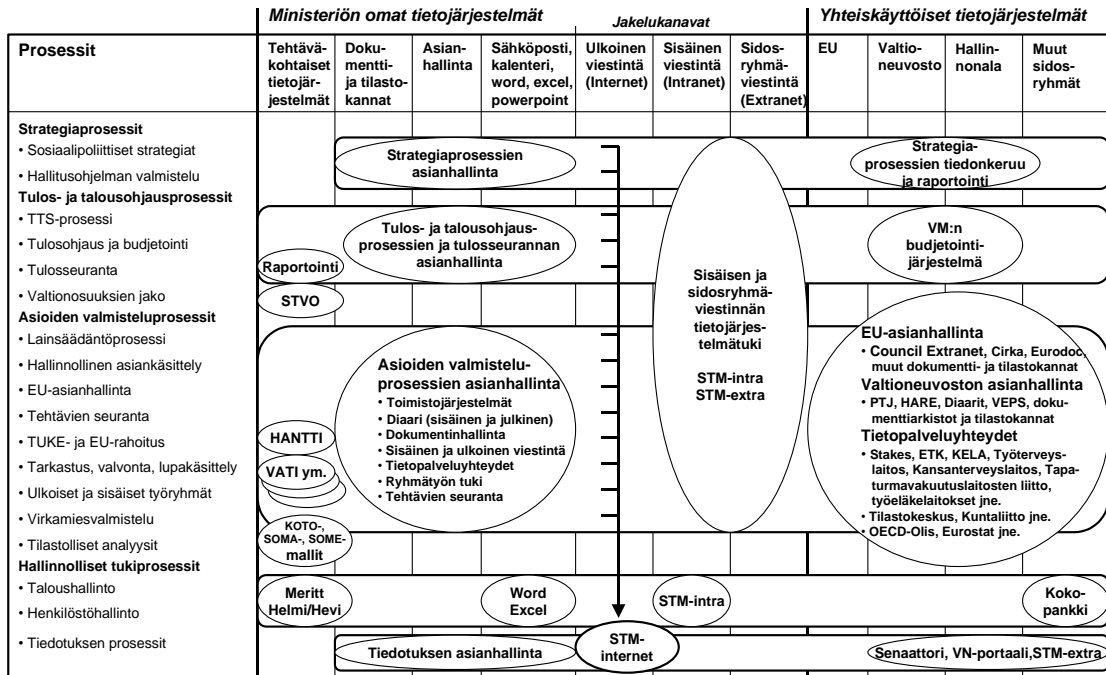 Ministeriön omat tietojärjestelmät
Jakelukanavat
Yhteiskäyttöiset tietojärjestelmät
Prosessit
Tehtävä-
kohtaiset
tietojär-
jestelmät
Doku-
mentti-
ja tilasto-
kannat
Asian-
hallinta
Sähköposti,
kalenteri,
word, excel,
powerpoint
Ulkoinen
viestintä
(Internet)
Sisäinen
viestintä
(Intranet)
Sidos-
ryhmä-
viestintä
(Extranet)
EU
Valtio-
neuvosto
Hallin-
nonala
Muut
sidos-
ryhmät
Strategiaprosessit
• Sosiaalipoliittiset strategiat
• Hallitusohjelman valmistelu
Tulos- ja talousohjausprosessit
• TTS-prosessi
• Tulosohjaus ja budjetointi
• Tulosseuranta
• Valtionosuuksien jako
Asioiden valmisteluprosessit
• Lainsäädäntöprosessi
• Hallinnollinen asiankäsittely
• EU-asianhallinta
• Tehtävien seuranta
• TUKE- ja EU-rahoitus
• Tarkastus, valvonta, lupakäsittely
• Ulkoiset ja sisäiset työryhmät
• Virkamiesvalmistelu
• Tilastolliset analyysit
Hallinnolliset tukiprosessit
• Taloushallinto
• Henkilöstöhallinto
• Tiedotuksen prosessit
Strategiaprosessien
asianhallinta
Strategia-
prosessien tiedonkeruu
ja raportointi
Tulos- ja talousohjaus-
prosessien ja tulosseurannan
asianhallinta
VM:n
budjetointi-
järjestelmä
Raportointi
STVO
Sisäisen ja
sidosryhmä-
viestinnän
tietojärjes-
telmätuki
STM-intra
STM-extra
Asioiden valmistelu-
prosessien asianhallinta
• Toimistojärjestelmät
• Diaari (sisäinen ja julkinen)
• Dokumentinhallinta
• Sisäinen ja ulkoinen viestintä
• Tietopalveluyhteydet
• Ryhmätyön tuki
• Tehtävien seuranta
HANTTI
VATI ym.
KOTO-,
SOMA-, SOME-
mallit
EU-asianhallinta
• Council Extranet, Cirka, Eurodoc,
muut dokumentti- ja tilastokannat
Valtioneuvoston asianhallinta
• PTJ, HARE, Diaarit, VEPS, doku-
menttiarkistot ja tilastokannat
Tietopalveluyhteydet
• Stakes, ETK, KELA, Työterveys-
laitos, Kansanterveyslaitos, Tapa-
turmavakuutuslaitosten liitto,
työeläkelaitokset jne.
• Tilastokeskus, Kuntaliitto jne.
• OECD-Olis, Eurostat jne.
Meritt
Helmi/Hevi
Word
Excel
STM-intra
Koko-
pankki
Tiedotuksen asianhallinta
STM-
internet
Senaattori, VN-portaali,STM-extra